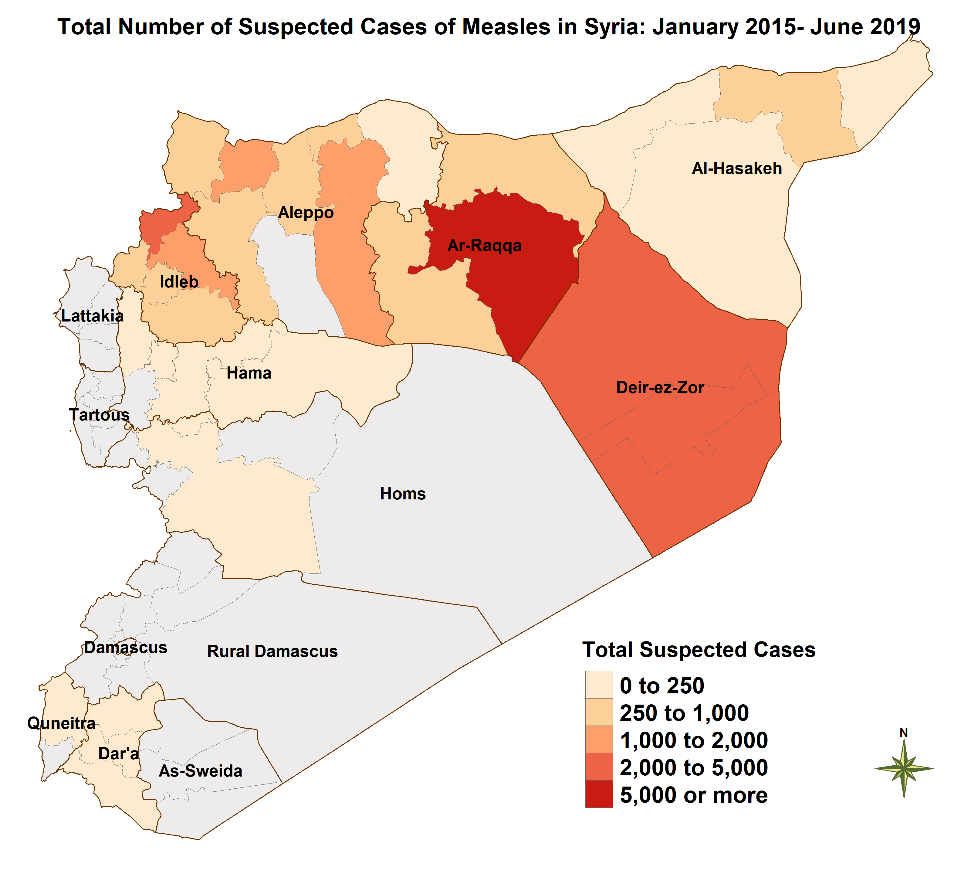 Total Number of Suspected Cases of Measles in Syria: January 2015- June 2019
Al-Hasakeh
Aleppo
Ar-Raqqa
Idleb
Lattakia
Hama
Deir-ez-Zor
Tartous
Homs
Damascus
Rural Damascus
Quneitra
Dar'a
As-Sweida
Total Suspected Cases
0 to 250
250 to 1,000
1,000 to 2,000
2,000 to 5,000
5,000 or more
N